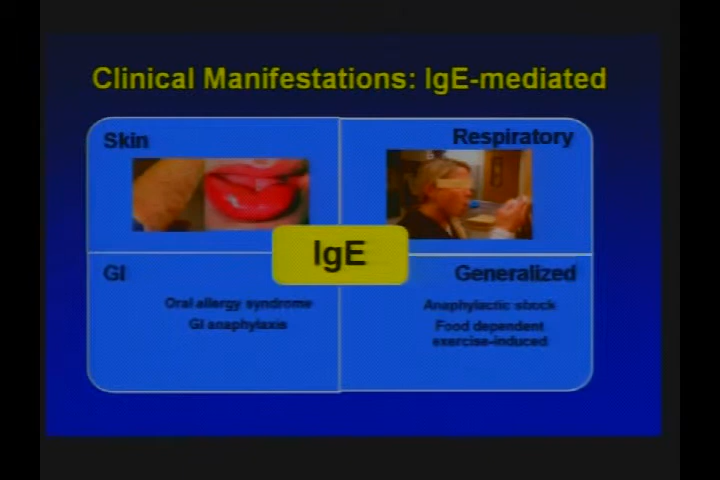 Clinical Manifestations: IgE-mediated
Skin
Respiratory
IgE
GI
Oral allergy syndrome
GI anaphylaxis
Generalized
Anaphylactic shock
Food dependent
exercise-induced